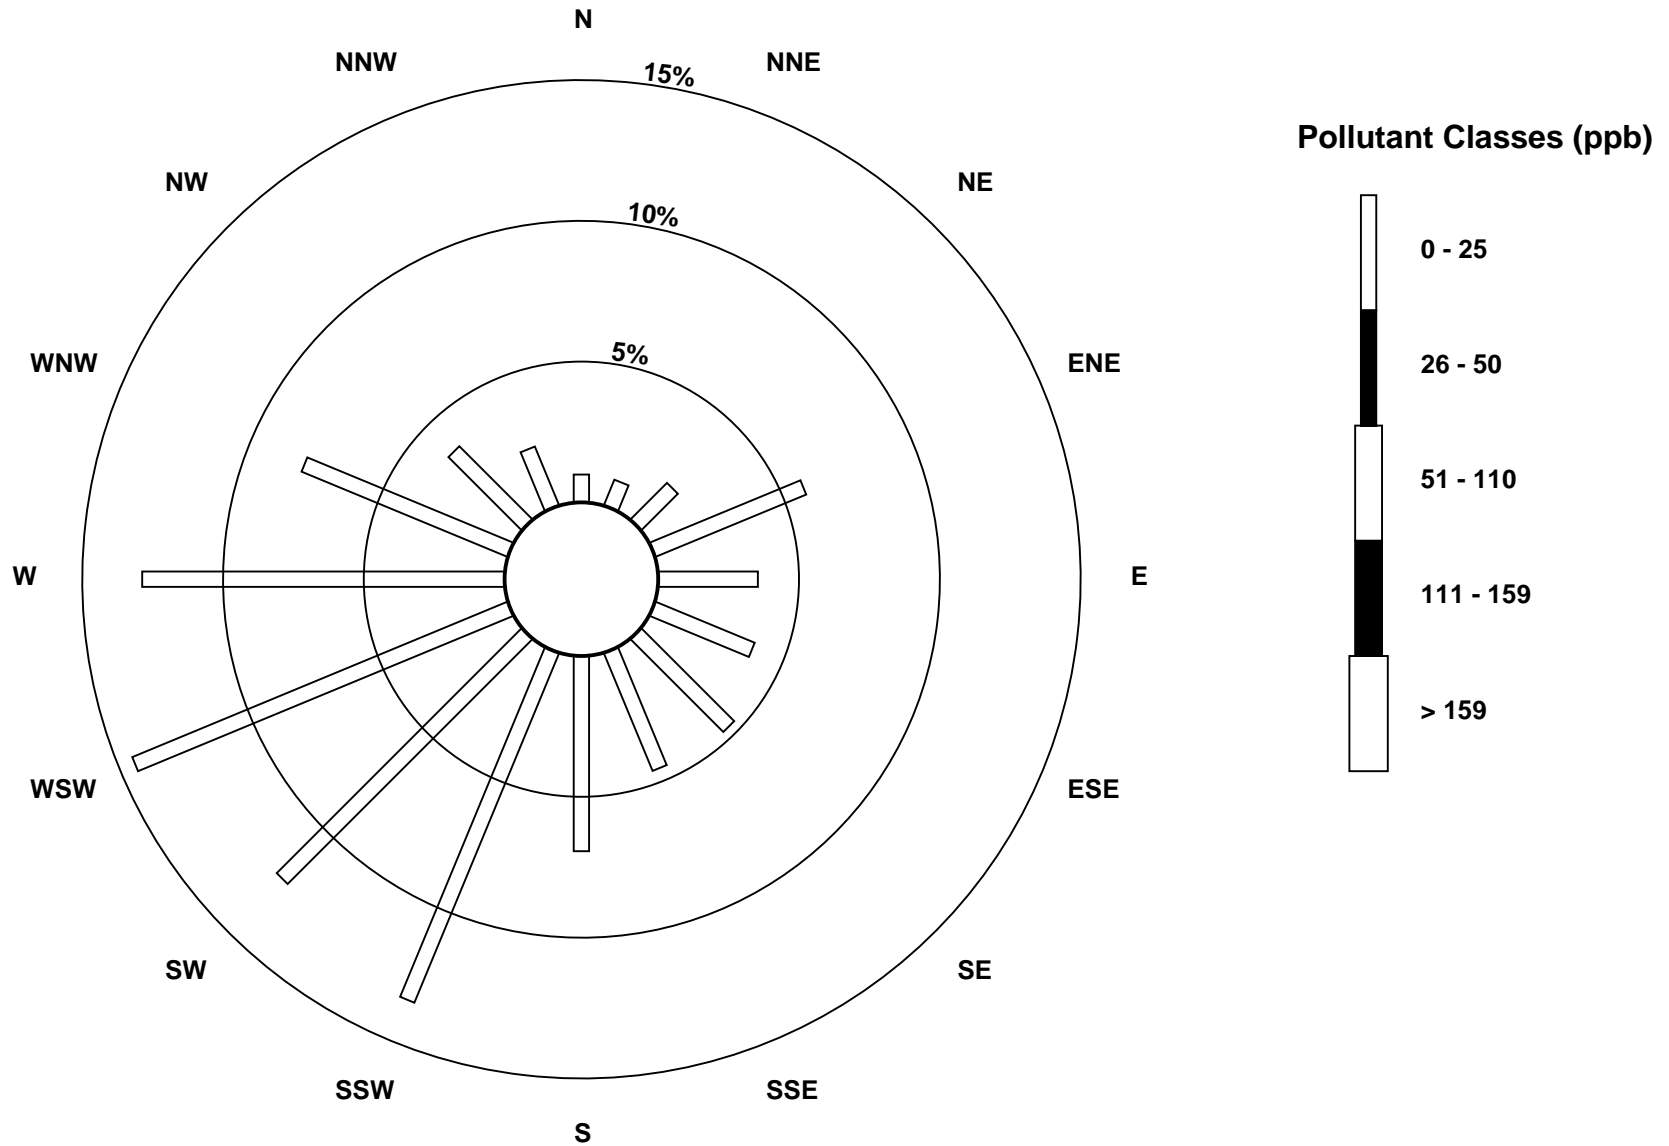 N
NNW
NNE
15%
Pollutant Classes (ppb)
NW
NE
10%
0 - 25
5%
WNW
ENE
26 - 50
51 - 110
W
E
111 - 159
> 159
WSW
ESE
SW
SE
SSW
SSE
S